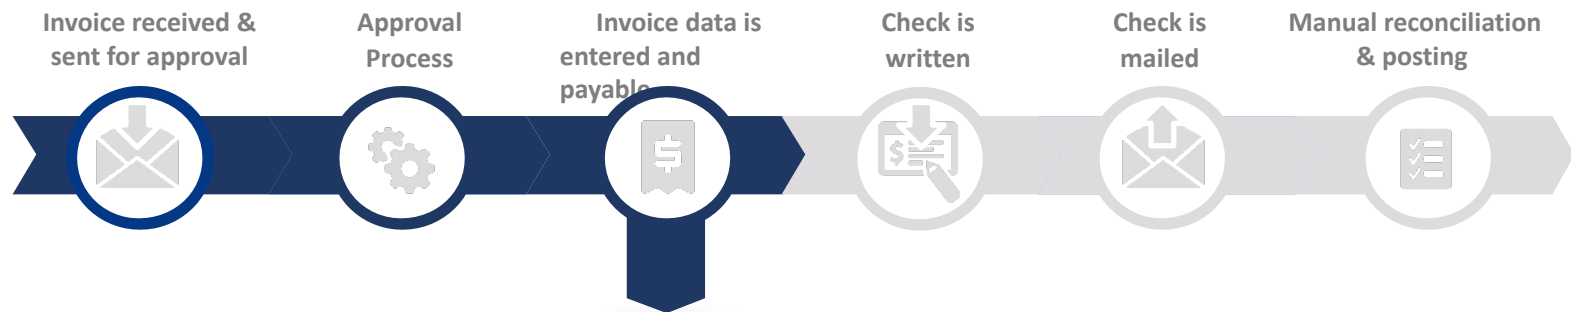 Invoice received &
sent for approval
Approval
Process
Invoice data is
entered and
payable
Check is
written
$
Check is
mailed
Manual reconciliation
& posting
$